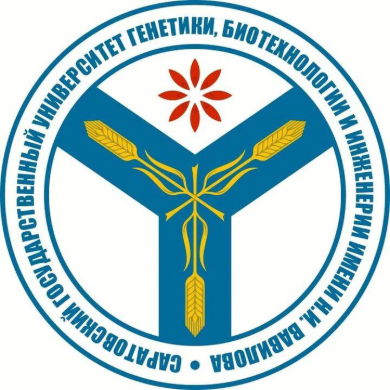 САРАТОВСКИЙ ГОСУДАРСТВЕННЫЙ УНИВЕРСИТЕТ ГЕНЕТИКИ, БИОТЕХНОЛОГИИ И ИНЖЕНЕРИИ ИМЕНИ Н.И. ВАВИЛОВА •